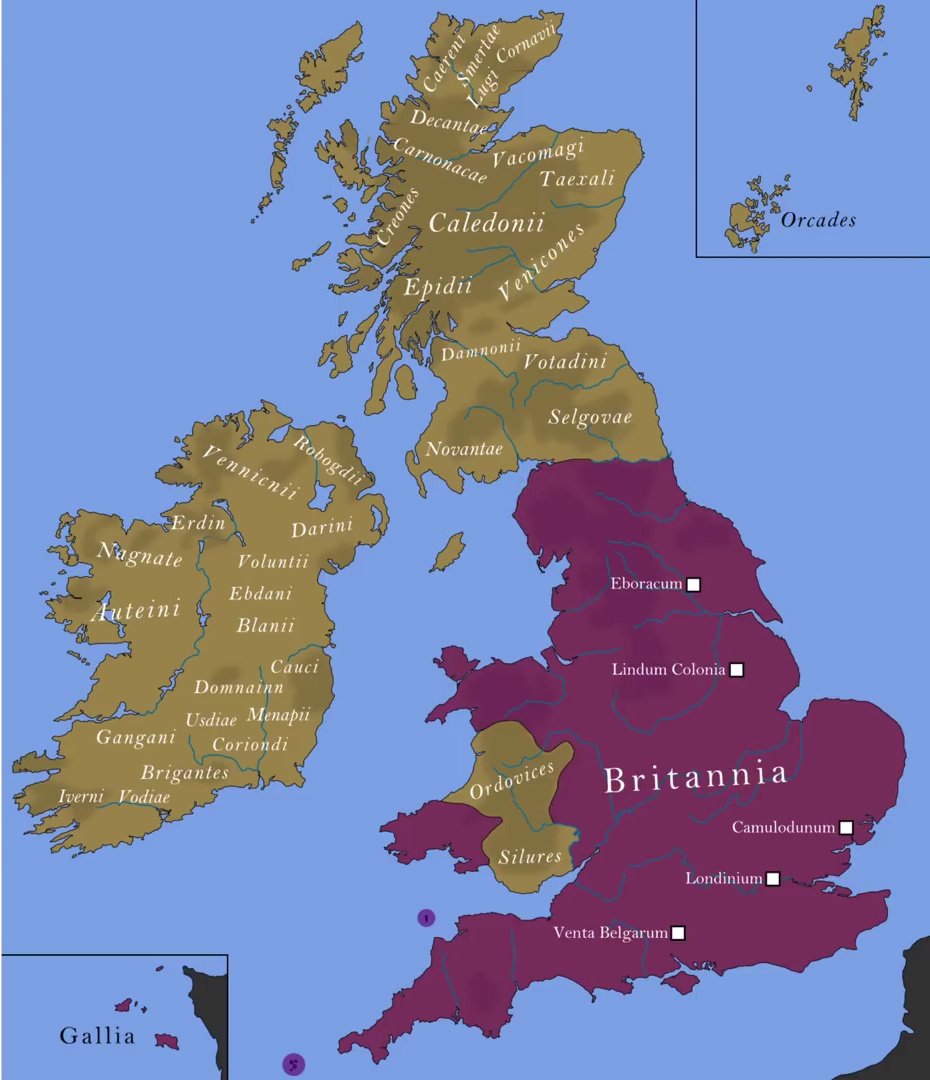 Caereni
Smertae
Cornavii
Lugi
Decantae
Carnonacae
Vacomagi
Taexali
Creones
Caledonii
Orcades
Venicones
Epidii
Damnonii
Votadini
Selgovae
Novantae
Robogdii
Vennicnii
Erdin
Darini
Nagnate
Voluntii
Ebdani
Auteini
Blanii
Cauci
Domnainn
Usdiae
Menapii
Gangani
Coriondi
Brigantes
Iverni
Vodiae
Eboracum
Lindum Colonia
Ordovices
Britannia
Camulodunum
Silures
Londinium
Venta Belgarum
Gallia